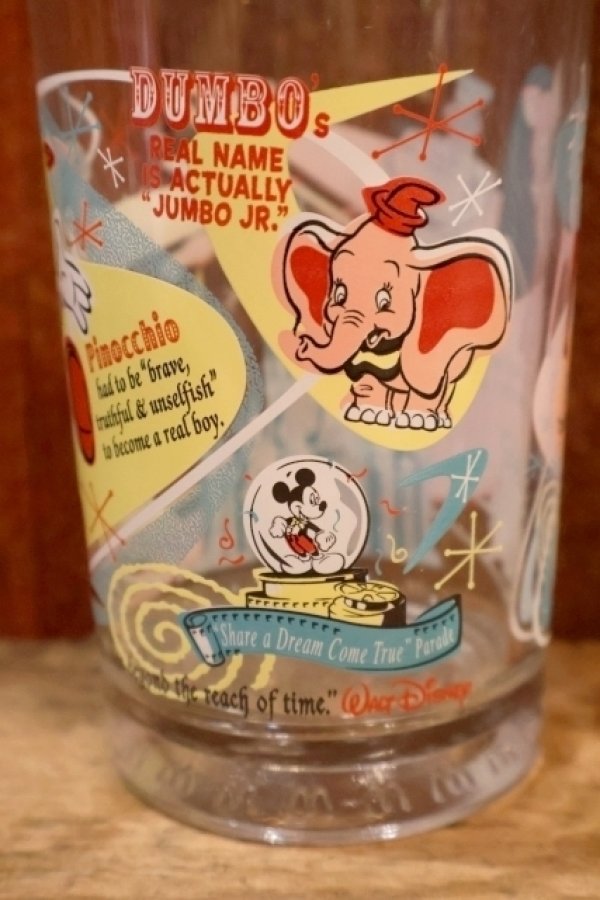 DUMBO's
REAL NAME
IS ACTUALLY
"JUMBO JR."
Pinocchio
had to be "brave,
truthful & unselfish"
to become a real boy.
"Share a Dream Come True" Parade
beyond the reach of time." WALT DISNEY